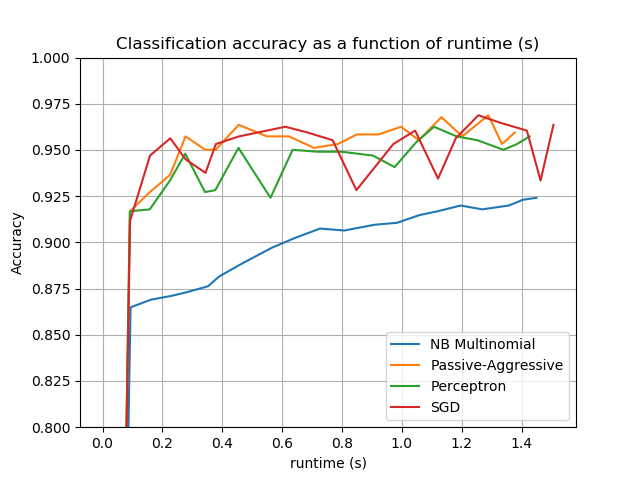 Classification accuracy as a function of runtime (s)
1.000
0.975
0.950
0.925
0.900
0.875
0.850
0.825
0.800
Accuracy
NB Multinomial
Passive-Aggressive
Perceptron
SGD
0.0 0.2 0.4 0.6 0.8 1.0 1.2 1.4
runtime (s)